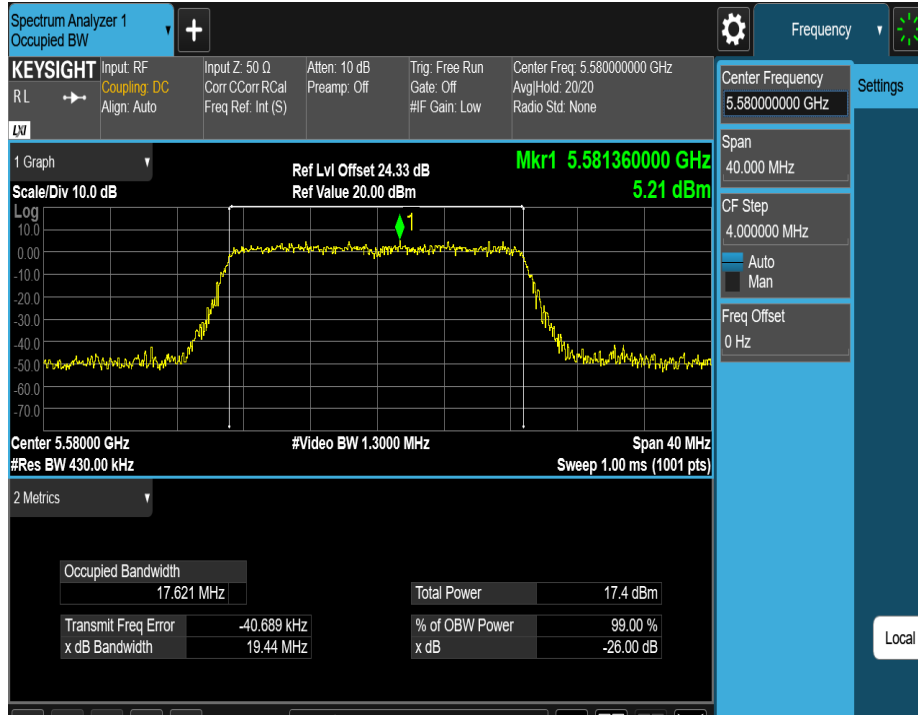 Spectrum Analyzer 1
Occupied BW
+
Frequency
KEYSIGHT
R L
LXI
Input: RF
Coupling: DC
Align: Auto
Input Z: 50 Ω
Corr CCorr RCal
Freq Ref: Int (S)
Atten: 10 dB
Preamp: Off
Trig: Free Run
Gate: Off
#IF Gain: Low
Center Freq: 5.580000000 GHz
Avg|Hold: 20/20
Radio Std: None
Center Frequency
5.580000000 GHz
Settings
Span
40.000 MHz
CF Step
4.000000 MHz
Auto
Man
Freq Offset
0 Hz
Local
1 Graph
Scale/Div 10.0 dB
Ref Lvl Offset 24.33 dB
Ref Value 20.00 dBm
Mkr1 5.581360000 GHz
5.21 dBm
Log
1
10.0
0.00
-10.0
-20.0
-30.0
-40.0
-50.0
-60.0
-70.0
Center 5.58000 GHz
#Video BW 1.3000 MHz
Span 40 MHz
#Res BW 430.00 kHz
Sweep 1.00 ms (1001 pts)
2 Metrics
Occupied Bandwidth
17.621 MHz
Total Power 17.4 dBm
Transmit Freq Error -40.689 kHz
% of OBW Power 99.00 %
x dB Bandwidth 19.44 MHz
x dB -26.00 dB